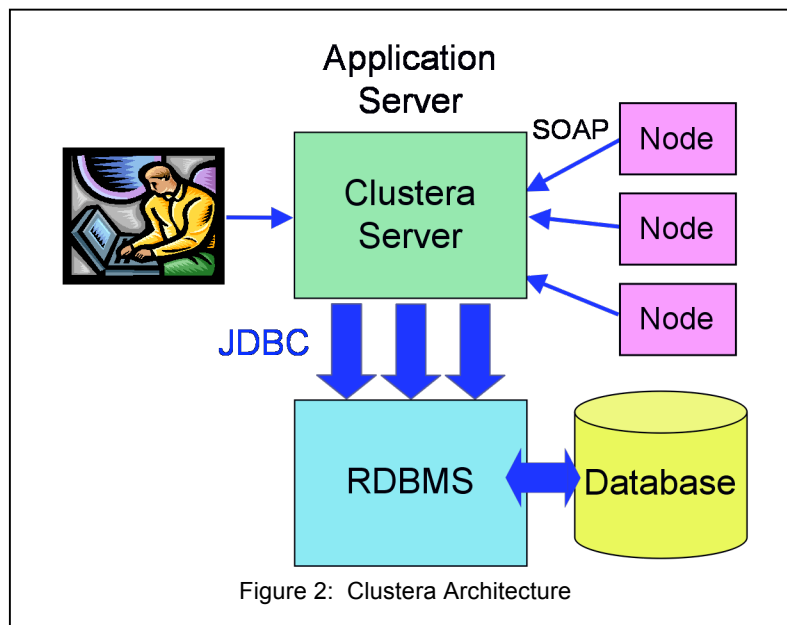 Application
Server
SOAP
Node
Clustera
Server
Node
Node
JDBC
RDBMS
Database
Figure 2: Clustera Architecture